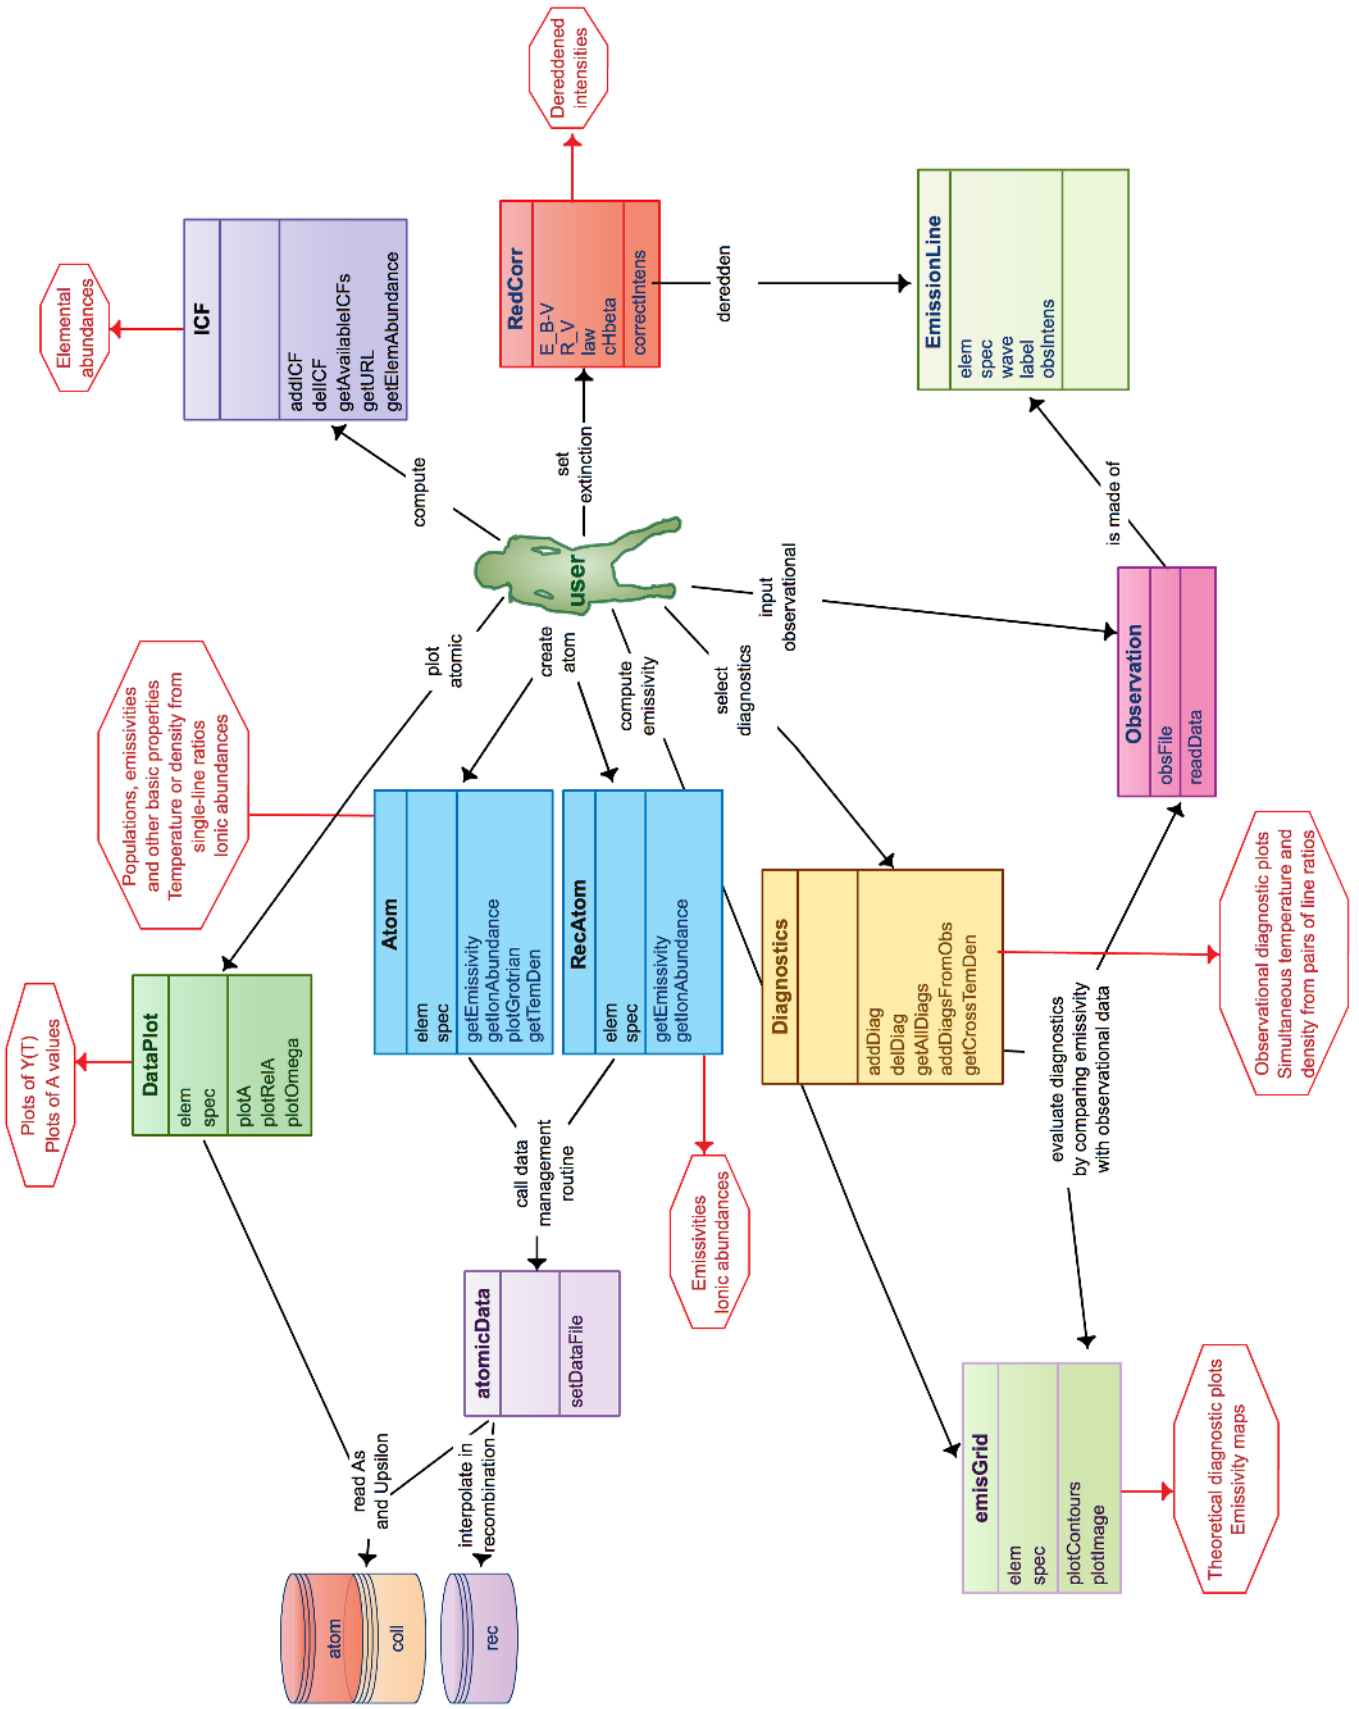 Plots of Y(T)
Plots of A values
DataPlot
elem
spec
plotA
plotRelA
plotOmega
Populations, emissivities
and other basic properties
Temperature or density from
single-line ratios
Ionic abundances
Elemental
abundances
ICF
addICF
delICF
getAvailableICFs
getURL
getElemAbundance
plot
atomic
compute
user
create
atom
set
extinction
Dereddened
intensities
RedCorr
E_B-V
R_V
law
cHbeta
correctIntens
deredden
EmissionLine
elem
spec
wave
label
obsIntens
is made of
input
observational
Observation
obsFile
readData
select
diagnostics
compute
emissivity
Atom
elem
spec
getEmissivity
getIonAbundance
plotGrotrian
getTemDen
RecAtom
elem
spec
getEmissivity
getIonAbundance
Emissivities
Ionic abundances
call data
management
routine
atomicData
setDataFile
read As
and Upsilon
interpolate in
recombination
atom
coll
rec
Diagnostics
addDiag
delDiag
getAllDiags
addDiagsFromObs
getCrossTemDen
Observational diagnostic plots
Simultaneous temperature and
density from pairs of line ratios
evaluate diagnostics
by comparing emissivity
with observational data
emisGrid
elem
spec
plotContours
plotImage
Theoretical diagnostic plots
Emissivity maps